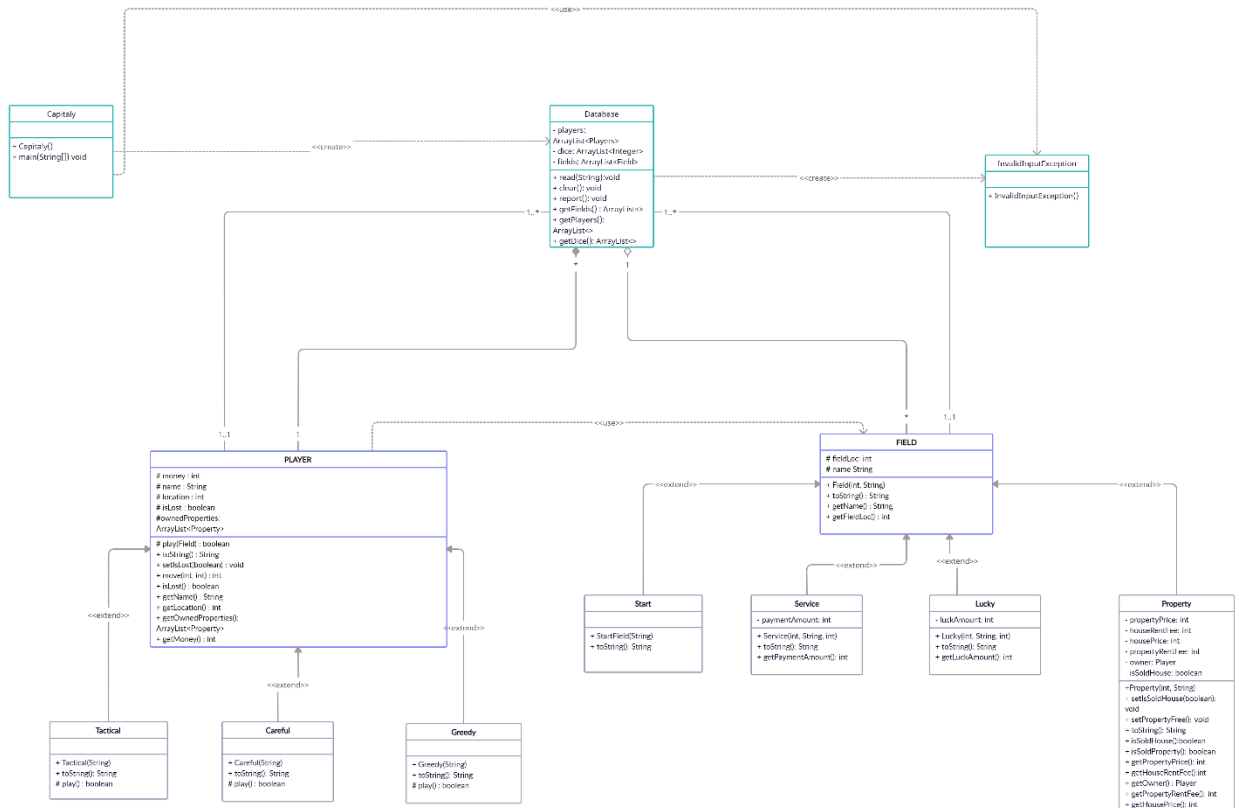 <<use>>
Capitaly
+ Capitaly()
+ main(String[]) void
<<create>>
Database
- players:
ArrayList<Players>
- dice: ArrayList<Integer>
- fields: ArrayList<Field>
+ read(String):void
+ clear(): void
+ report(): void
+ getFields() : ArrayList<>
+ getPlayers():
ArrayList<>
+ getDice(): ArrayList<>
<<create>>
InvalidInputException
+ InvalidInputException()
1..*
1..*
*
1
1..1
1
<<use>>
*
1..1
PLAYER
# money : int
# name : String
# location : int
# isLost : boolean
#ownedProperties:
ArrayList<Property>
# play(Field) : boolean
+ toString() : String
+ setIsLost(boolean) : void
+ move(int, int) : int
+ isLost() : boolean
+ getName() : String
+ getLocation() : int
+ getOwnedProperties():
ArrayList<Property>
+ getMoney() : int
FIELD
# fieldLoc: int
# name String
+ Field(int, String)
+ toString() : String
+ getName() : String
+ getFieldLoc() : int
<<extend>>
<<extend>>
<<extend>>
<<extend>>
Start
+ StartField(String)
+ toString(): String
Service
- paymentAmount: int
+ Service(int, String, int)
+ toString(): String
+ getPaymentAmount(): int
Lucky
- luckAmount: int
+ Lucky(int, String, int)
+ toString(): String
+ getLuckAmount(): int
Property
- propertyPrice: int
- houseRentFee: int
- housePrice: int
- propertyRentFee: int
- owner: Player
isSoldHouse: boolean
+Property(int, String)
+ setIsSoldHouse(boolean):
void
+ setPropertyFree(): void
+ toString(): String
+ isSoldHouse():boolean
+ isSoldProperty(): boolean
+ getPropertyPrice(): int
+ getHouseRentFee():int
+ getOwner() : Player
+ getPropertyRentFee(): int
+ getHousePrice(): int
<<extend>>
<<extend>>
<<extend>>
Tactical
+ Tactical(String)
+ toString(): String
# play() : boolean
Careful
+ Careful(String)
+ toString(): String
# play() : boolean
Greedy
+ Greedy(String)
+ toString(): String
# play(): boolean